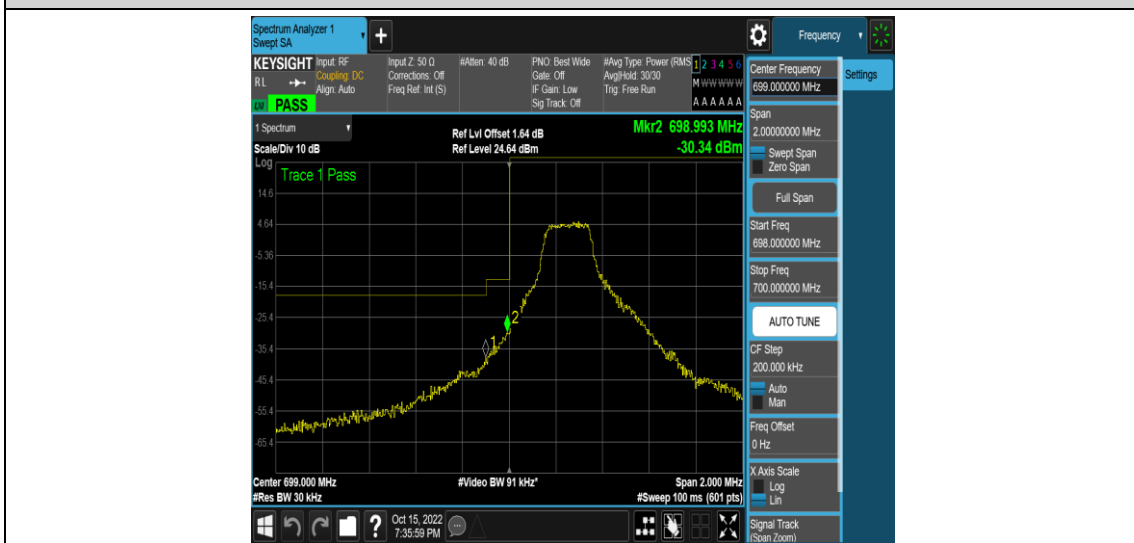 Spectrum Analyzer 1
Swept SA
+
Frequency
KEYSIGHT
RL
LXI
PASS
Input: RF
Coupling: DC
Align: Auto
Input Z: 50 Ω
Corrections: Off
Freq Ref: Int (S)
#Atten: 40 dB
PNO: Best Wide
Gate: Off
IF Gain: Low
Sig Track: Off
#Avg Type: Power (RMS
Avg|Hold: 30/30
Trig: Free Run
1 2 3 4 5 6
M W W W W W
A A A A A A
Center Frequency
699.000000 MHz
Settings
Span
2.00000000 MHz
Swept Span
Zero Span
Full Span
Start Freq
698.000000 MHz
Stop Freq
700.000000 MHz
AUTO TUNE
CF Step
200.000 kHz
Auto
Man
Freq Offset
0 Hz
X Axis Scale
Log
Lin
Signal Track
(Span Zoom)
1 Spectrum
Scale/Div 10 dB
Ref Lvl Offset 1.64 dB
Ref Level 24.64 dBm
Mkr2 698.993 MHz
-30.34 dBm
Log
Trace 1 Pass
14.6
4.64
-5.36
-15.4
-25.4
-35.4
-45.4
-55.4
-65.4
1
2
Center 699.000 MHz
#Video BW 91 kHz*
Span 2.000 MHz
#Res BW 30 kHz
#Sweep 100 ms (601 pts)
?
Oct 15, 2022
7:35:59 PM